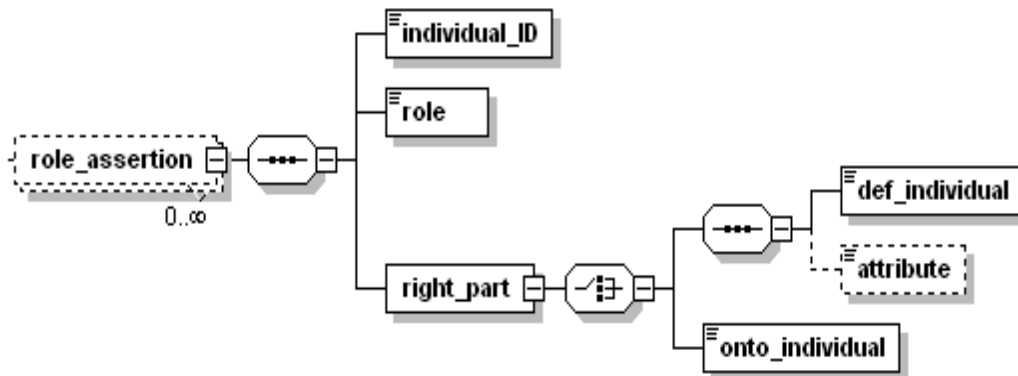 individual_ID
role
role_assertion
0..∞
right_part
def_individual
attribute
onto_individual